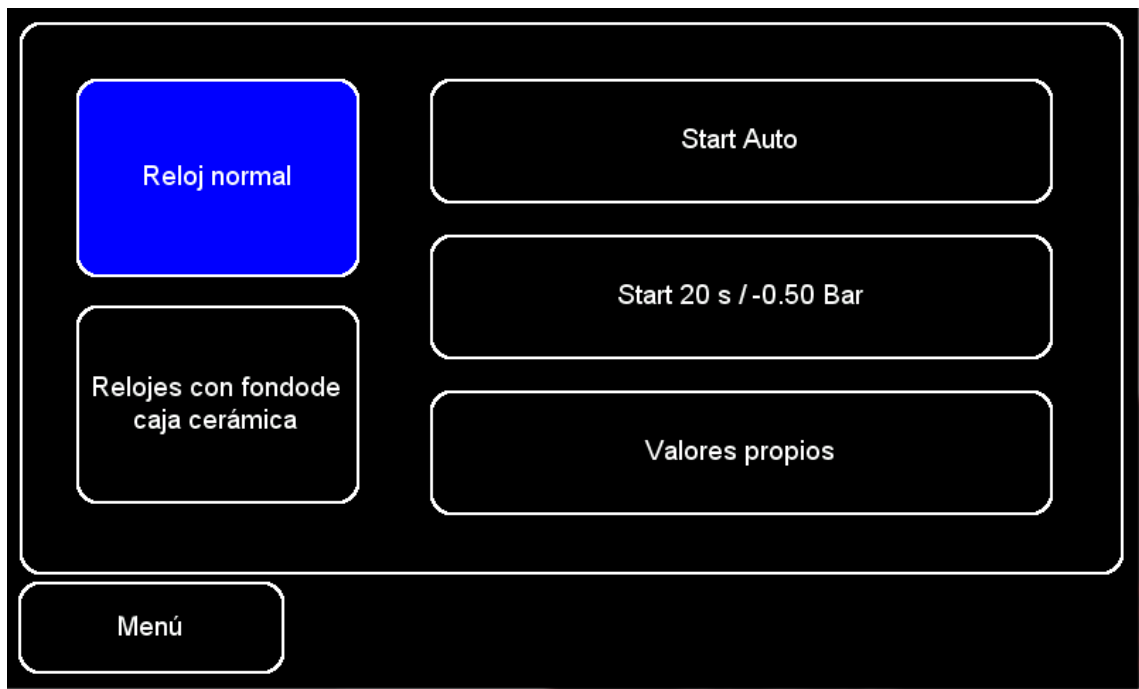 Reloj normal
Relojes con fondode
caja cerámica
Start Auto
Start 20 s / -0.50 Bar
Valores propios
Menú